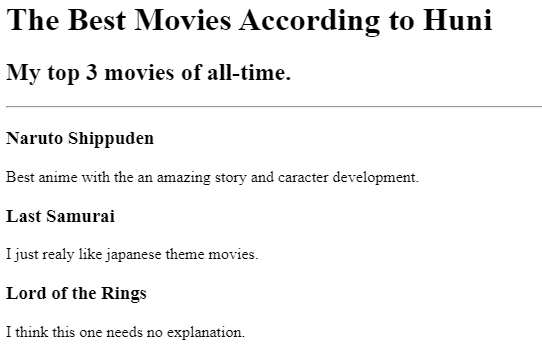 The Best Movies According to Huni
My top 3 movies of all-time.
Naruto Shippuden
Best anime with the an amazing story and caracter development.
Last Samurai
I just realy like japanese theme movies.
Lord of the Rings
I think this one needs no explanation.